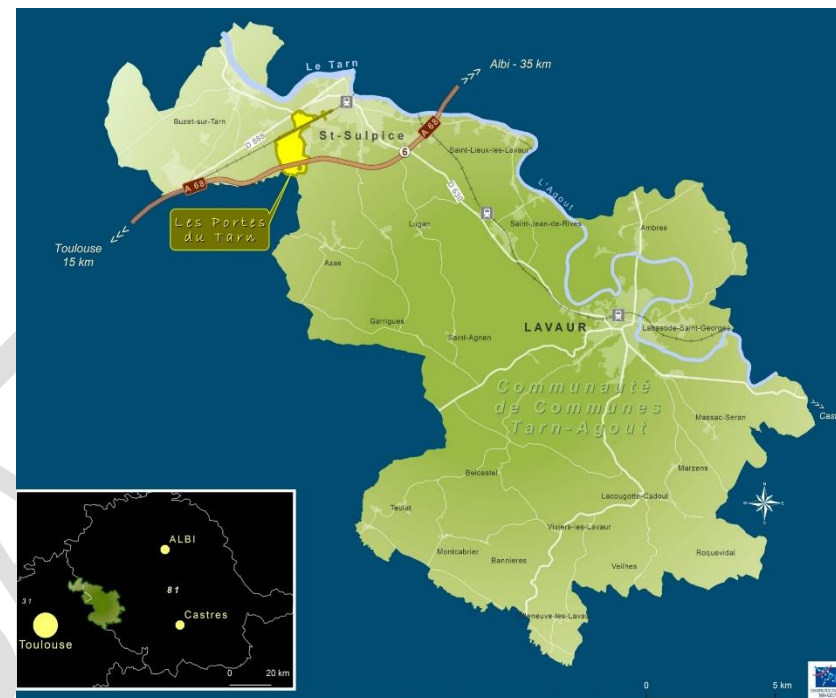 Albi - 35 km
Le Tarn
A 68
Buzet-sur-Tarn
D 888
St-Sulpice
6
Saint-Lieux-les-Lavaur
A 68
L'Agout
D 630
Les Portes
du Tarn
Toulouse
15 km
Lugan
Saint-Jean-de-Rives
Ambres
Azas
Garrigues
Saint-Agnan
LAVAUR
Labastide-Saint-Georges
Communauté
de Communes
Tarn-Agout
Massac-Seran
Belcastel
Marzens
Teulat
Lacougotte-Cadoul
Viviers-les-Lavaur
Montcabrier
Bannieres
Veilhes
Roquevidal
ALBI
81
31
Castres
Toulouse
0
20 km
0
5 km